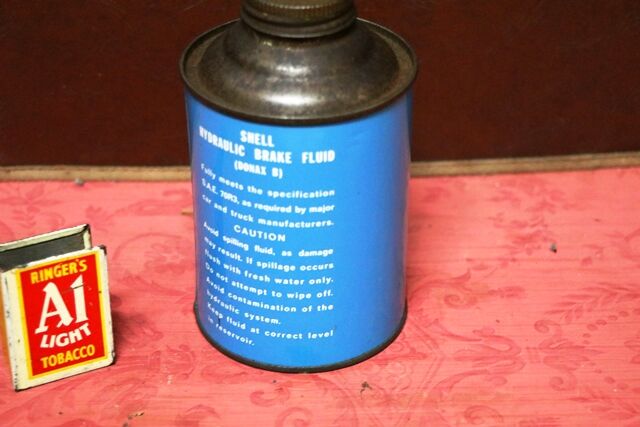 SHELL
HYDRAULIC BRAKE FLUID
(DONAX B)
Fully meets the specification
S.A.E. 70R3, as required by major
car and truck manufacturers.
CAUTION
Avoid spilling fluid, as damage
may result. If spillage occurs
flush with fresh water only.
Do not attempt to wipe off.
Avoid contamination of the
hydraulic system.
Keep fluid at correct level
in reservoir.
RINGER'S
A1
LIGHT
TOBACCO